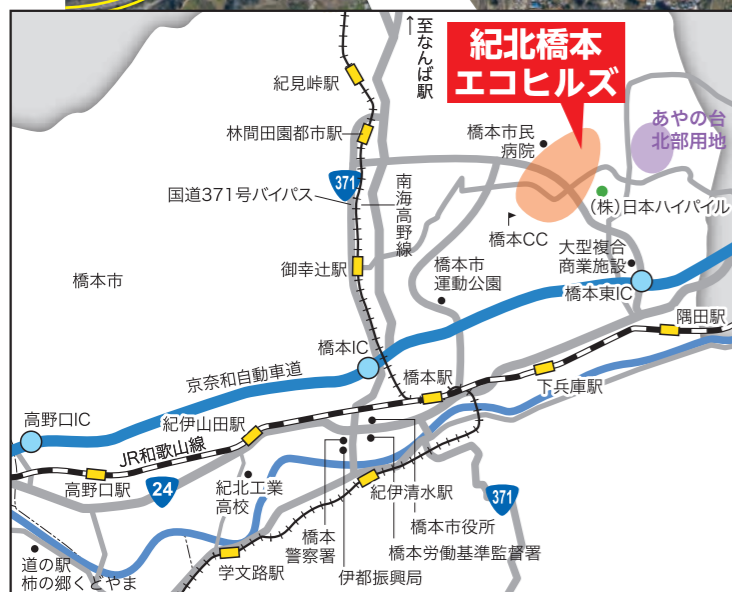 ↑至なんば駅
紀北橋本
エコヒルズ
紀見峠駅
林間田園都市駅
橋本市民
病院
あやの台
北部用地
371
国道371号バイパス
南海高野線
(株)日本ハイパイル
橋本CC
大型複合
商業施設
橋本市
御幸辻駅
橋本市
運動公園
橋本東IC
隅田駅
橋本IC
京奈和自動車道
橋本駅
下兵庫駅
高野口IC
紀伊山田駅
JR和歌山線
高野口駅
24
紀北工業
高校
紀伊清水駅
371
橋本市役所
橋本
警察署
橋本労働基準監督署
道の駅
柿の郷くどやま
学文路駅
伊都振興局